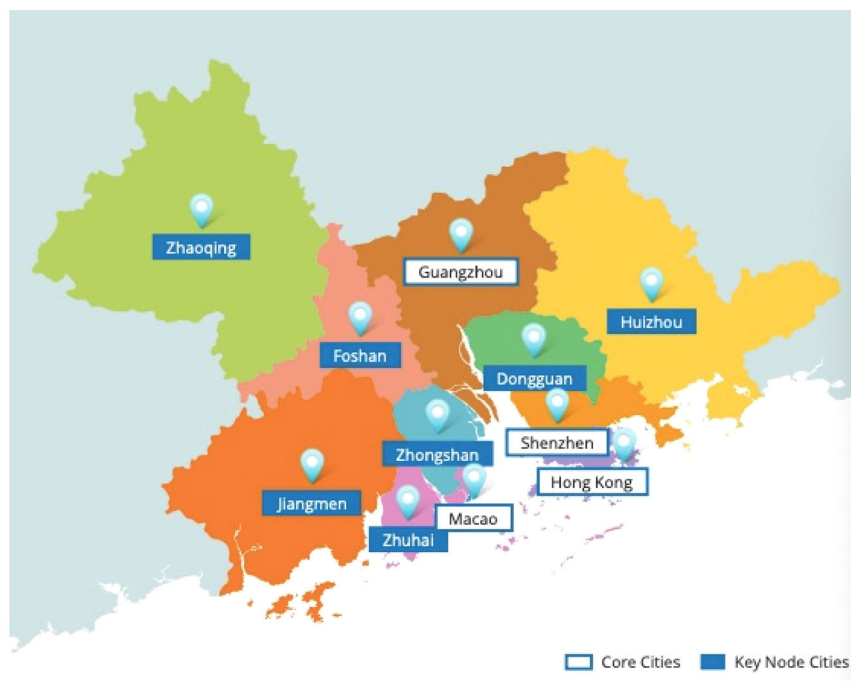 Zhaoqing
Guangzhou
Huizhou
Foshan
Dongguan
Shenzhen
Zhongshan
Hong Kong
Jiangmen
Macao
Zhuhai
Core Cities
Key Node Cities